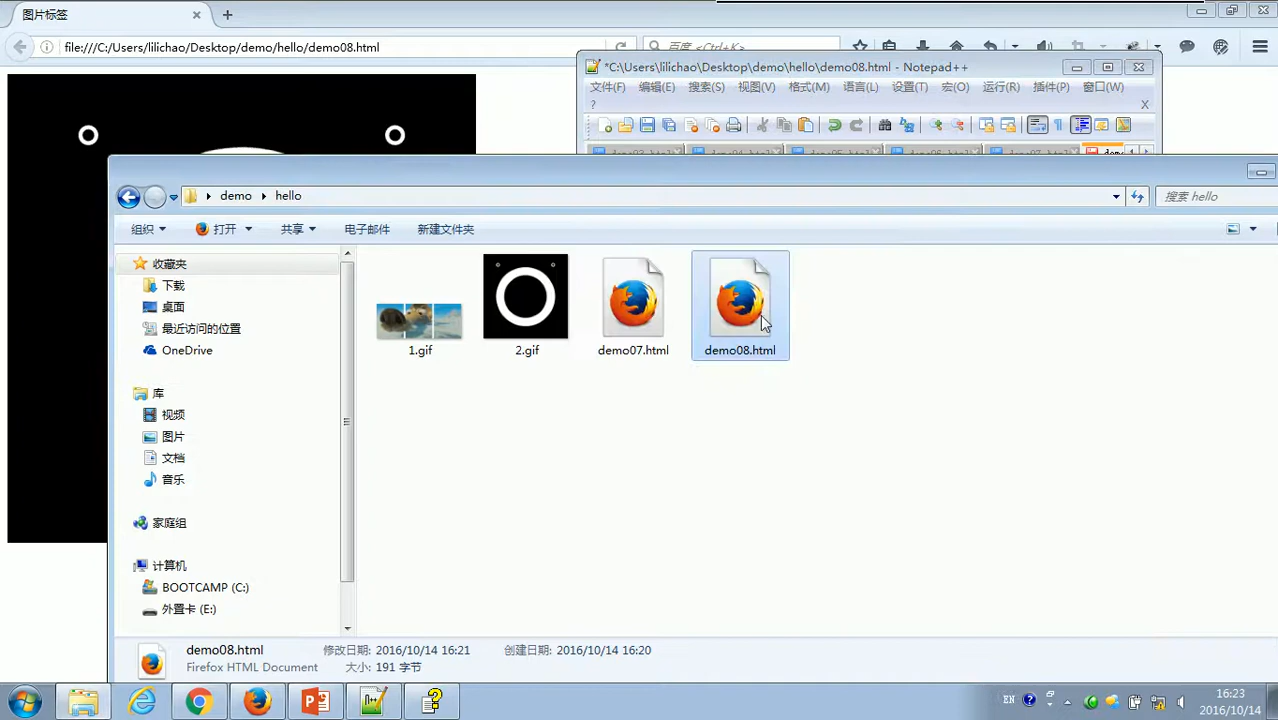 图片标签
file:///C:/Users/lilichao/Desktop/demo/hello/demo08.html
百度 <Ctrl+K>
*C:\Users\lilichao\Desktop\demo\hello\demo08.html - Notepad++
文件(F) 编辑(E) 搜索(S) 视图(V) 格式(M) 语言(L) 设置(T) 宏(O) 运行(R) 插件(P) 窗口(W)
? X
demo hello
搜索 hello
组织 打开 共享 电子邮件 新建文件夹
收藏夹
下载
桌面
最近访问的位置
OneDrive
库
视频
图片
文档
音乐
家庭组
计算机
BOOTCAMP (C:)
外置卡 (E:)
1.gif 2.gif demo07.html demo08.html
demo08.html 修改日期: 2016/10/14 16:21 创建日期: 2016/10/14 16:20
Firefox HTML Document 大小: 191 字节
EN
16:23
2016/10/14